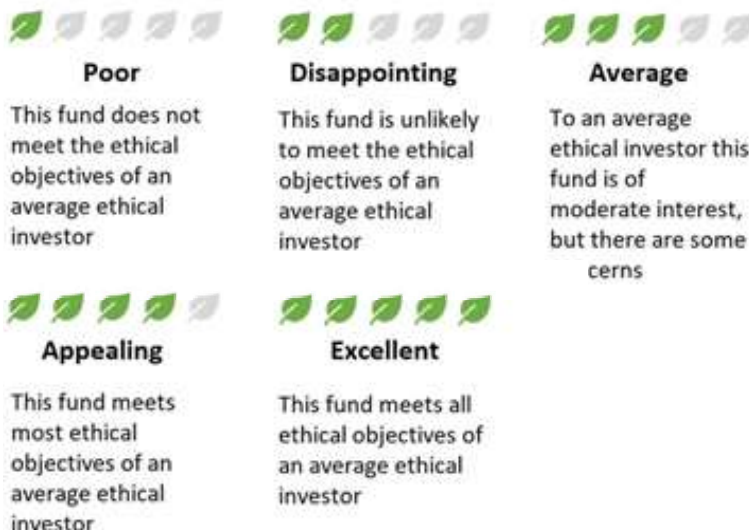 Poor
This fund does not
meet the ethical
objectives of an
average ethical
investor
Disappointing
This fund is unlikely
to meet the ethical
objectives of an
average ethical
investor
Average
To an average
ethical investor this
fund is of
moderate interest,
but there are some
cerns
Appealing
This fund meets
most ethical
objectives of an
average ethical
investor
Excellent
This fund meets all
ethical objectives of
an average ethical
investor